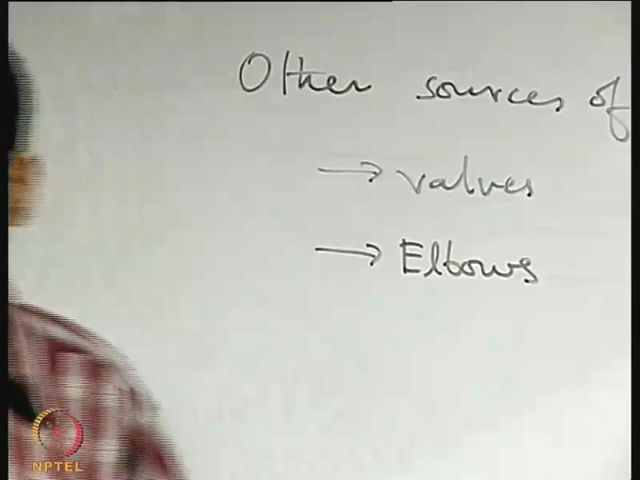 Other sources of
→ valves
→ Elbows
NPTEL